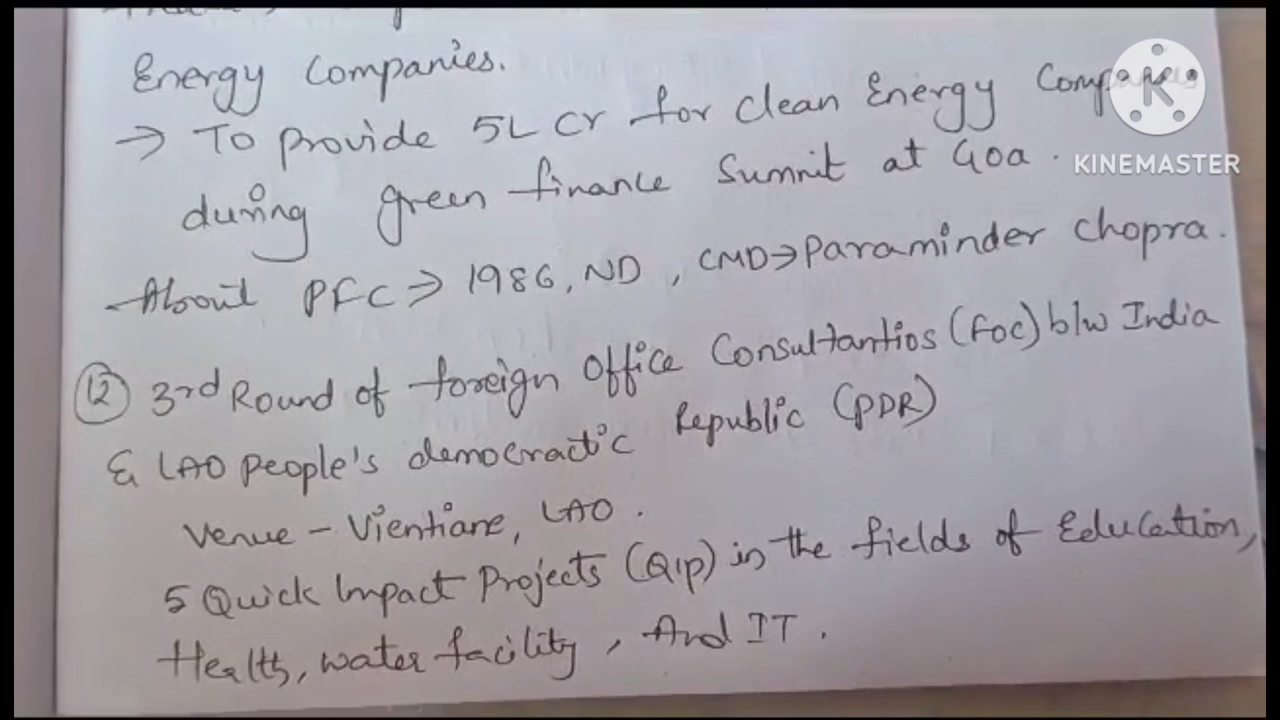 Energy Companies.
→ To provide 5L Cr for clean Energy Companies
during green finance Summit at Goa.
About PFC → 1986, ND, CMD → Paraminder Chopra.
12 3rd Round of foreign Office Consultantios (FOC) b/w India
& LAO people's democractic Republic (PDR)
Venue - Vientiane, LAO.
5 Quick Impact Projects (QIP) in the fields of Education,
Health, water facility, And IT.
KINEMASTER